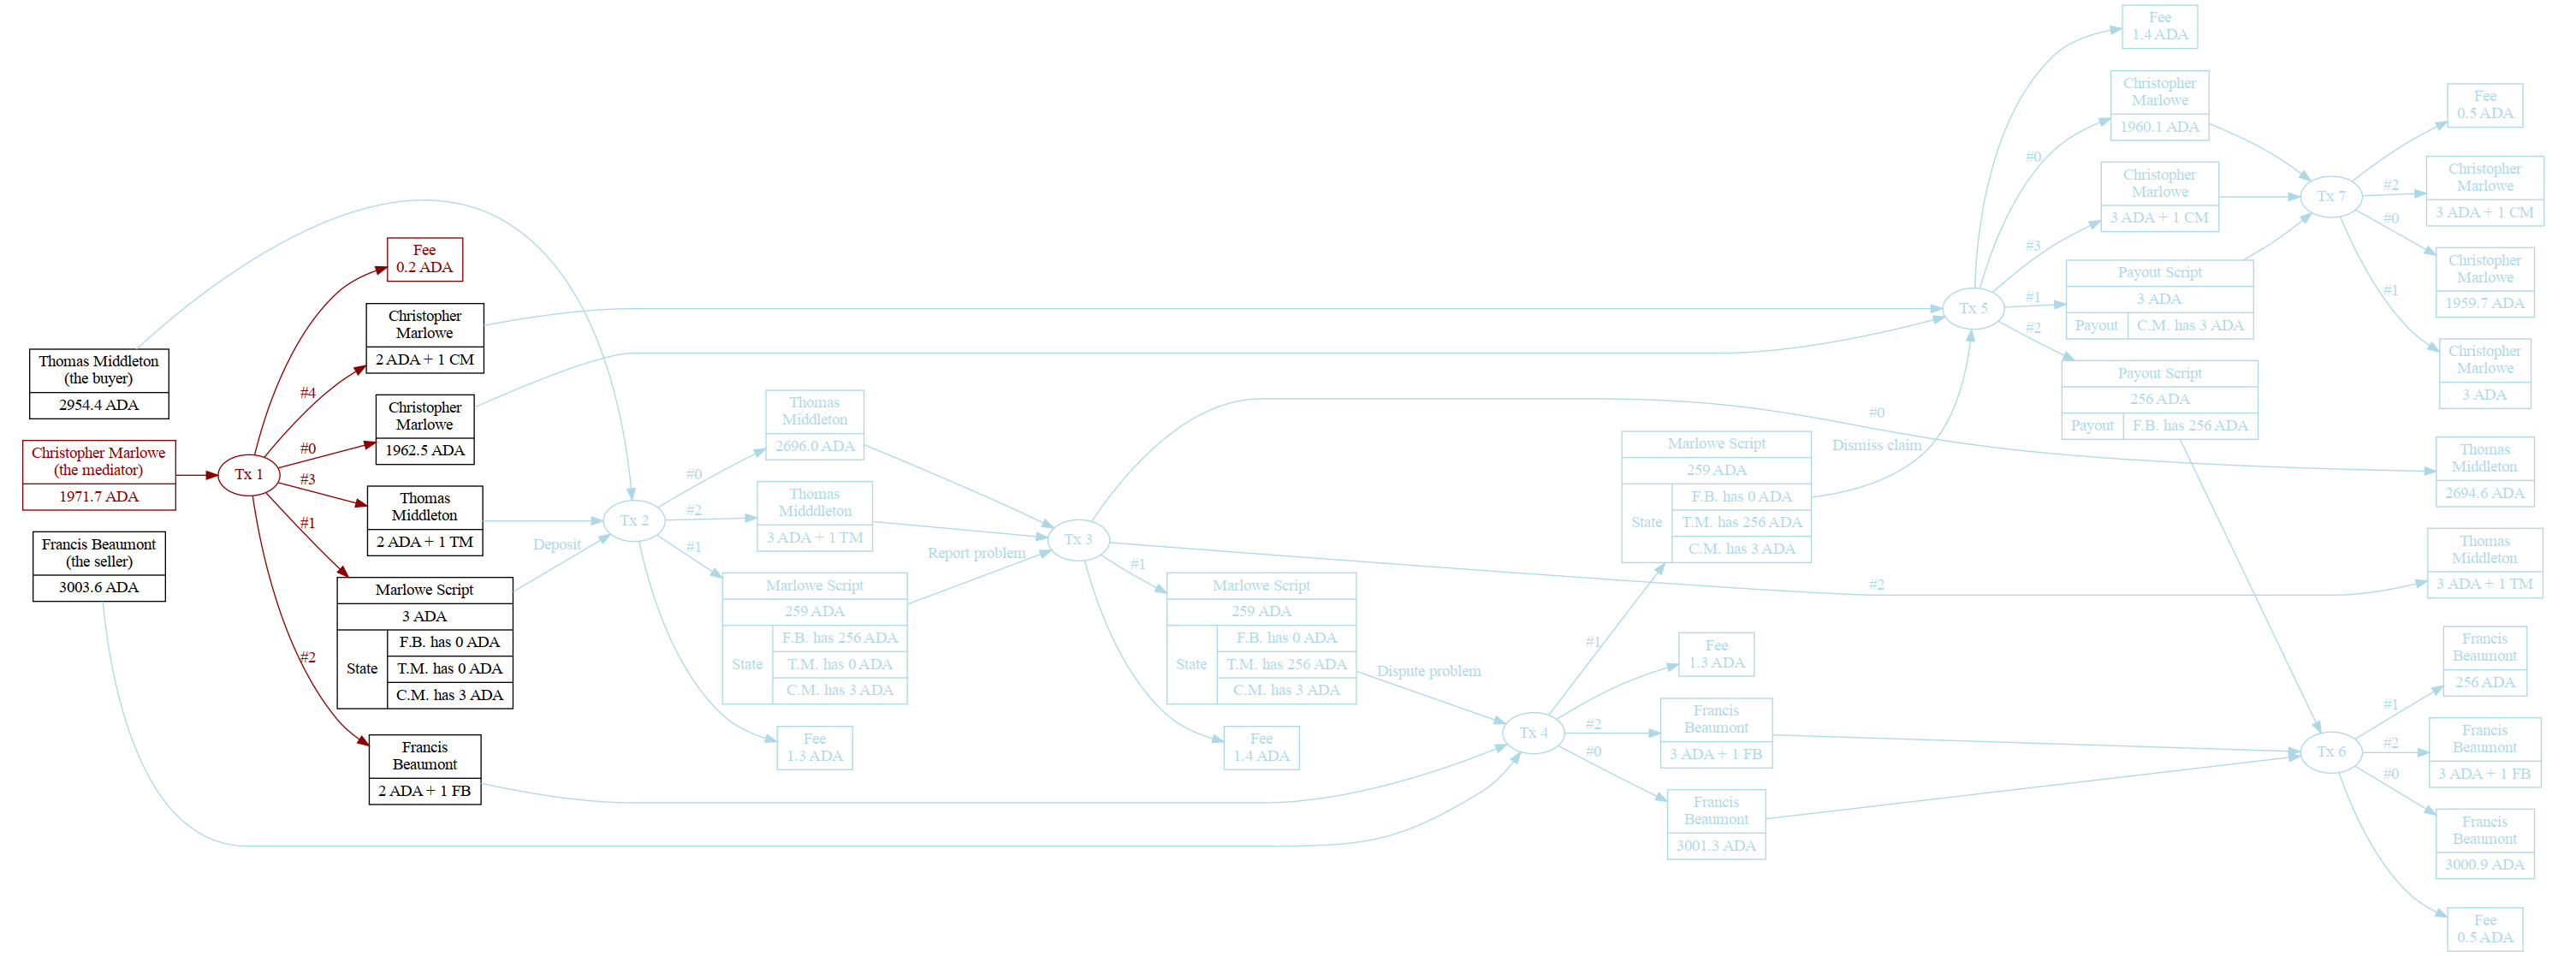 Thomas Middleton
(the buyer)
2954.4 ADA
Christopher Marlowe
(the mediator)
1971.7 ADA
Francis Beaumont
(the seller)
3003.6 ADA
Tx 1
#4
#0
#3
#1
#2
Fee
0.2 ADA
Christopher
Marlowe
2 ADA + 1 CM
Christopher
Marlowe
1962.5 ADA
Thomas
Middleton
2 ADA + 1 TM
Marlowe Script
3 ADA
State
F.B. has 0 ADA
T.M. has 0 ADA
C.M. has 3 ADA
Francis
Beaumont
2 ADA + 1 FB
Deposit
Tx 2
#0
#2
#1
Thomas
Middleton
2696.0 ADA
Thomas
Midddleton
3 ADA + 1 TM
Marlowe Script
259 ADA
State
F.B. has 256 ADA
T.M. has 0 ADA
C.M. has 3 ADA
Fee
1.3 ADA
Report problem
Tx 3
#1
#0
#2
Marlowe Script
259 ADA
State
F.B. has 0 ADA
T.M. has 256 ADA
C.M. has 3 ADA
Fee
1.4 ADA
Dispute problem
Tx 4
#1
#2
#0
Marlowe Script
259 ADA
State
F.B. has 0 ADA
T.M. has 256 ADA
C.M. has 3 ADA
Fee
1.3 ADA
Francis
Beaumont
3 ADA + 1 FB
Francis
Beaumont
3001.3 ADA
Dismiss claim
Tx 5
#0
#3
#1
#2
Fee
1.4 ADA
Christopher
Marlowe
1960.1 ADA
Christopher
Marlowe
3 ADA + 1 CM
Payout Script
3 ADA
Payout
C.M. has 3 ADA
Payout Script
256 ADA
Payout
F.B. has 256 ADA
Tx 7
#2
#0
#1
Fee
0.5 ADA
Christopher
Marlowe
3 ADA + 1 CM
Christopher
Marlowe
1959.7 ADA
Christopher
Marlowe
3 ADA
Thomas
Middleton
2694.6 ADA
Thomas
Middleton
3 ADA + 1 TM
Tx 6
#1
#2
#0
Francis
Beaumont
256 ADA
Francis
Beaumont
3 ADA + 1 FB
Francis
Beaumont
3000.9 ADA
Fee
0.5 ADA